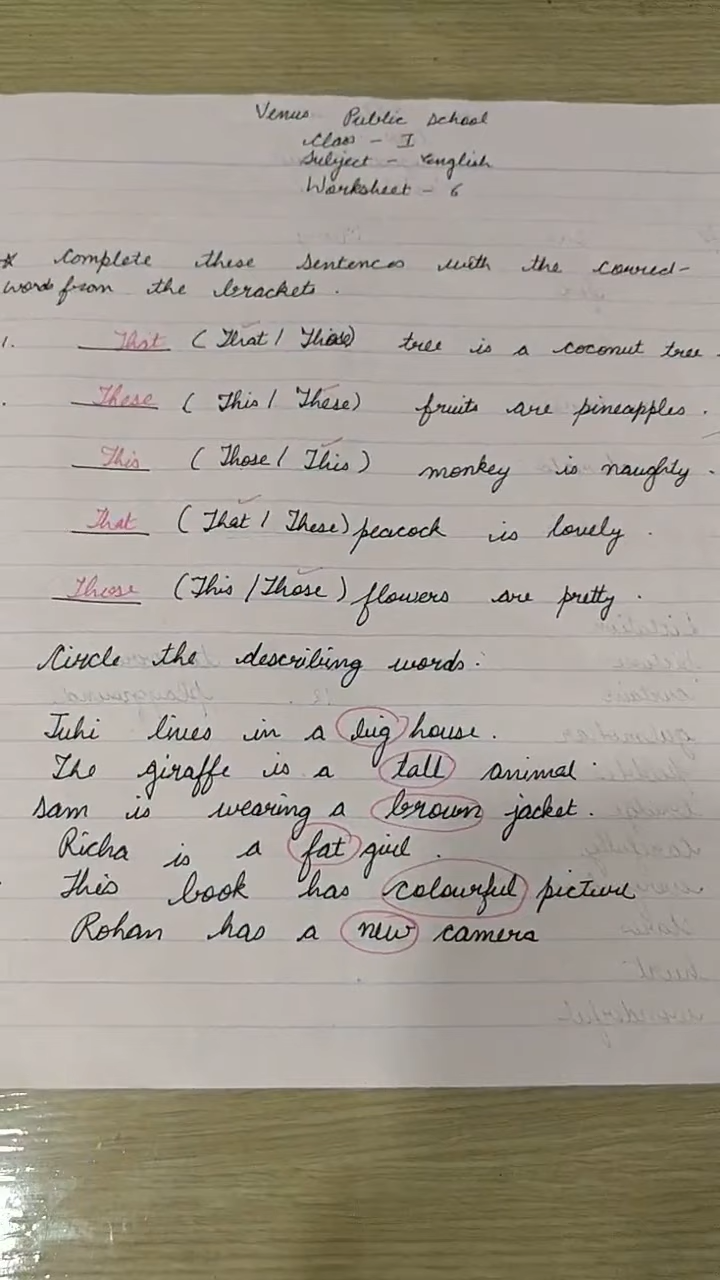 Venus Public School
Class - I
Subject - English
Worksheet - 6
* Complete these sentences with the correct
words from the brackets.
1. That (That / Those) tree is a coconut tree.
. These (This / These) fruits are pineapples.
This (Those / This) monkey is naughty.
That (That / These) peacock is lovely.
Those (This / Those) flowers are pretty.
Circle the describing words:
Juhi lives in a big house.
The giraffe is a tall animal.
Sam is wearing a brown jacket.
Richa is a fat girl.
This book has colourful picture
Rohan has a new camera